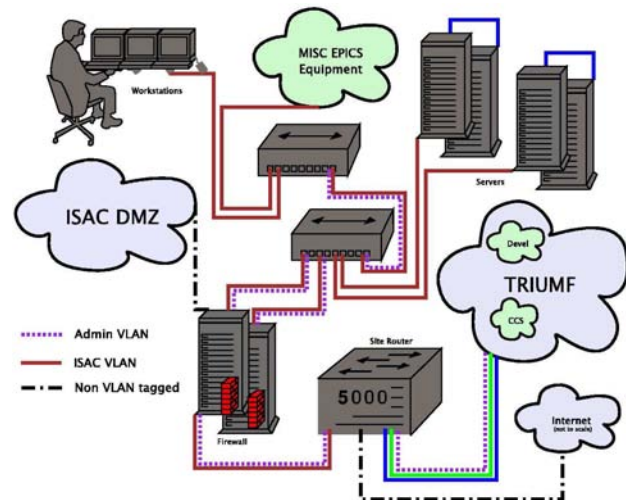 MISC EPICS
Equipment
Workstations
Servers
ISAC DMZ
Devel
TRIUMF
CCS
Admin VLAN
ISAC VLAN
Non VLAN tagged
Site Router
5000
Firewall
Internet
(not to scale)